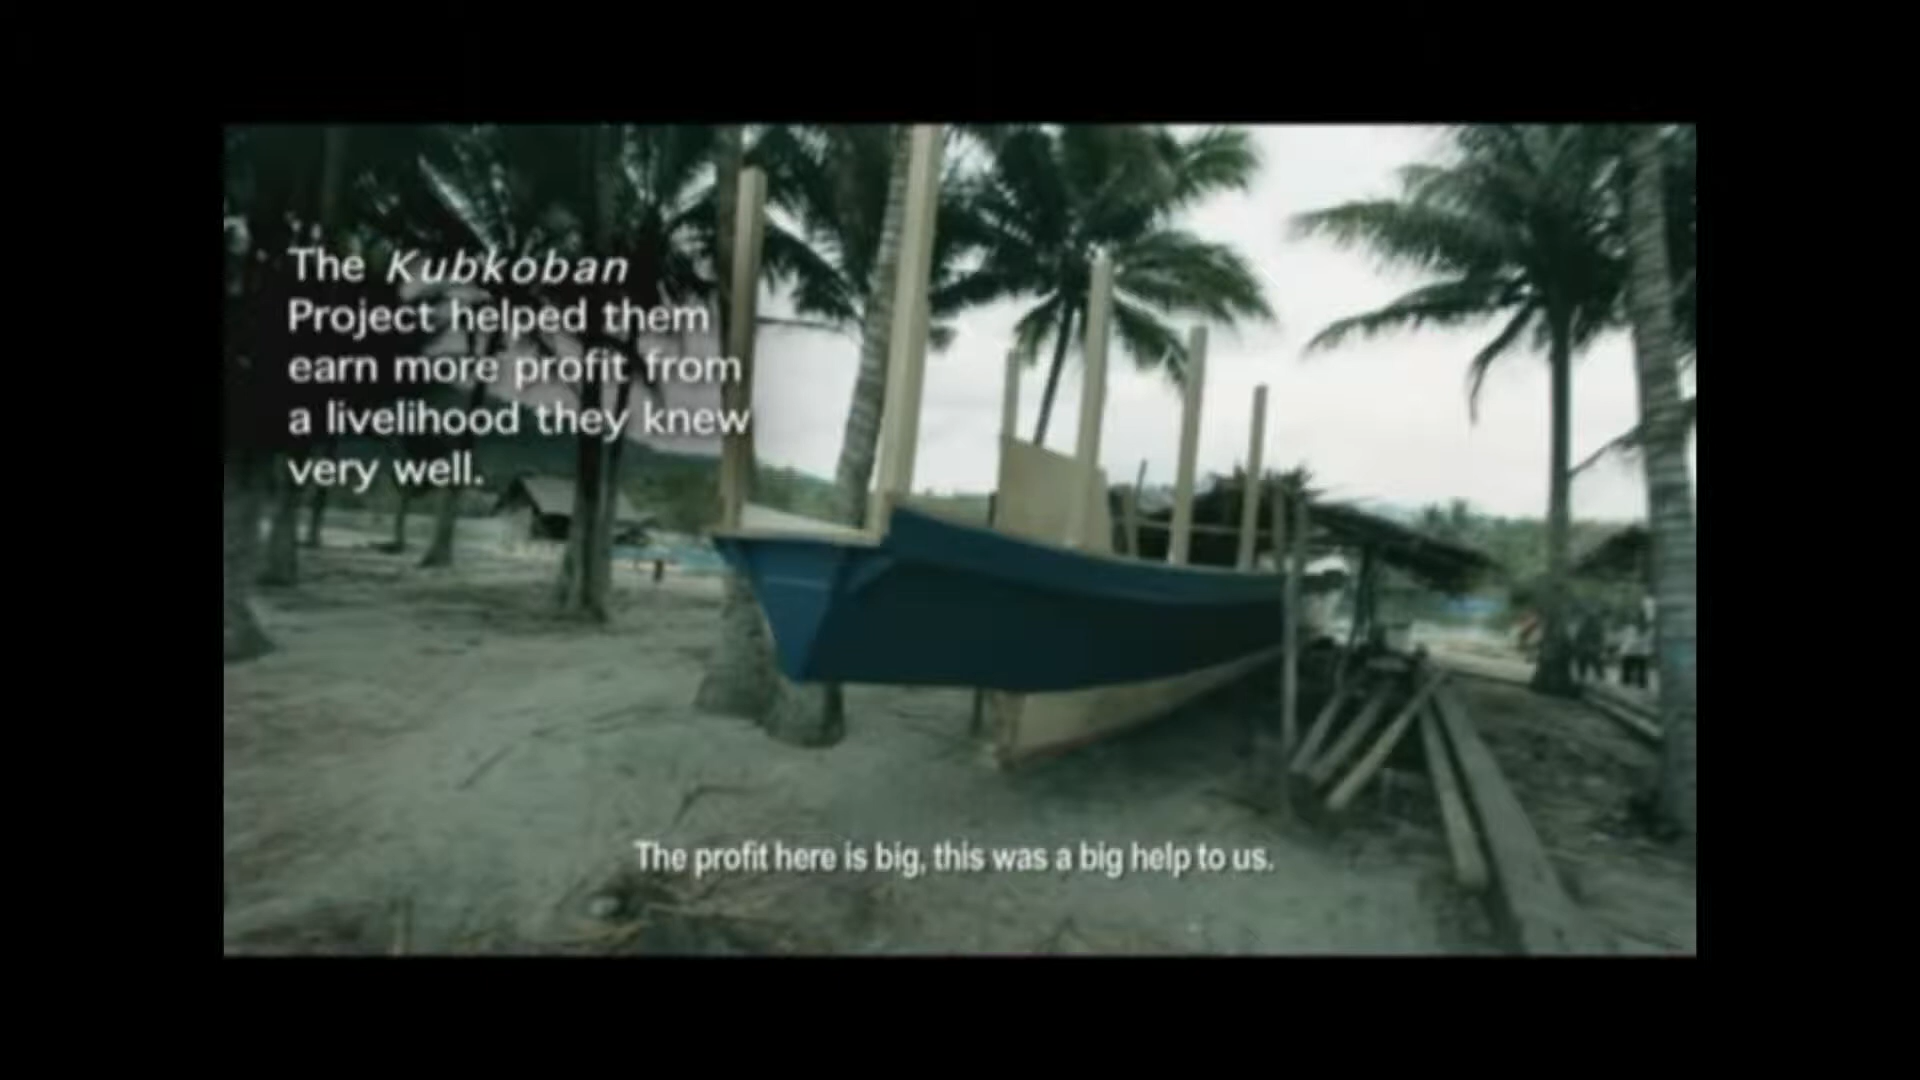 The Kubkoban
Project helped them
earn more profit from
a livelihood they knew
very well.
The profit here is big, this was a big help to us.